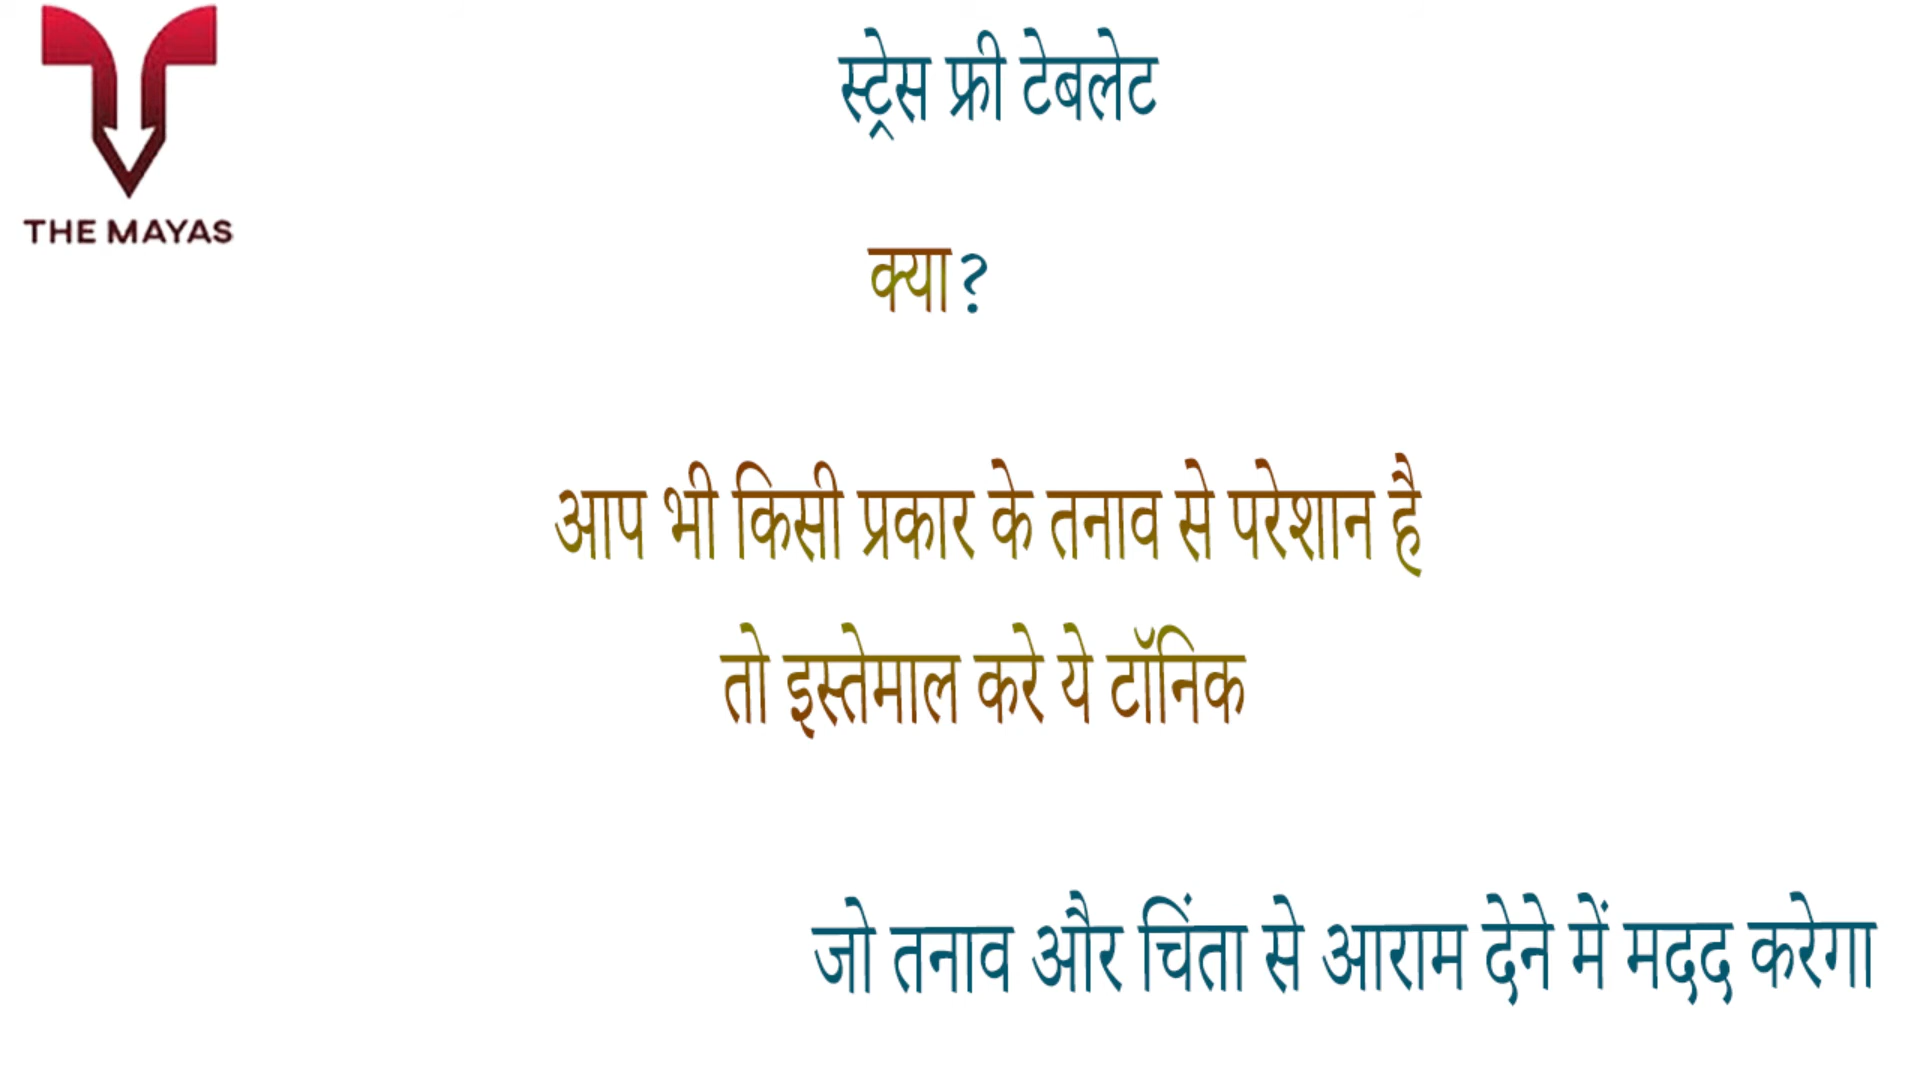 THE MAYAS
स्ट्रेस फ्री टेबलेट
क्या?
आप भी किसी प्रकार के तनाव से परेशान है
तो इस्तेमाल करे ये टॉनिक
जो तनाव और चिंता से आराम देने में मदद करेगा